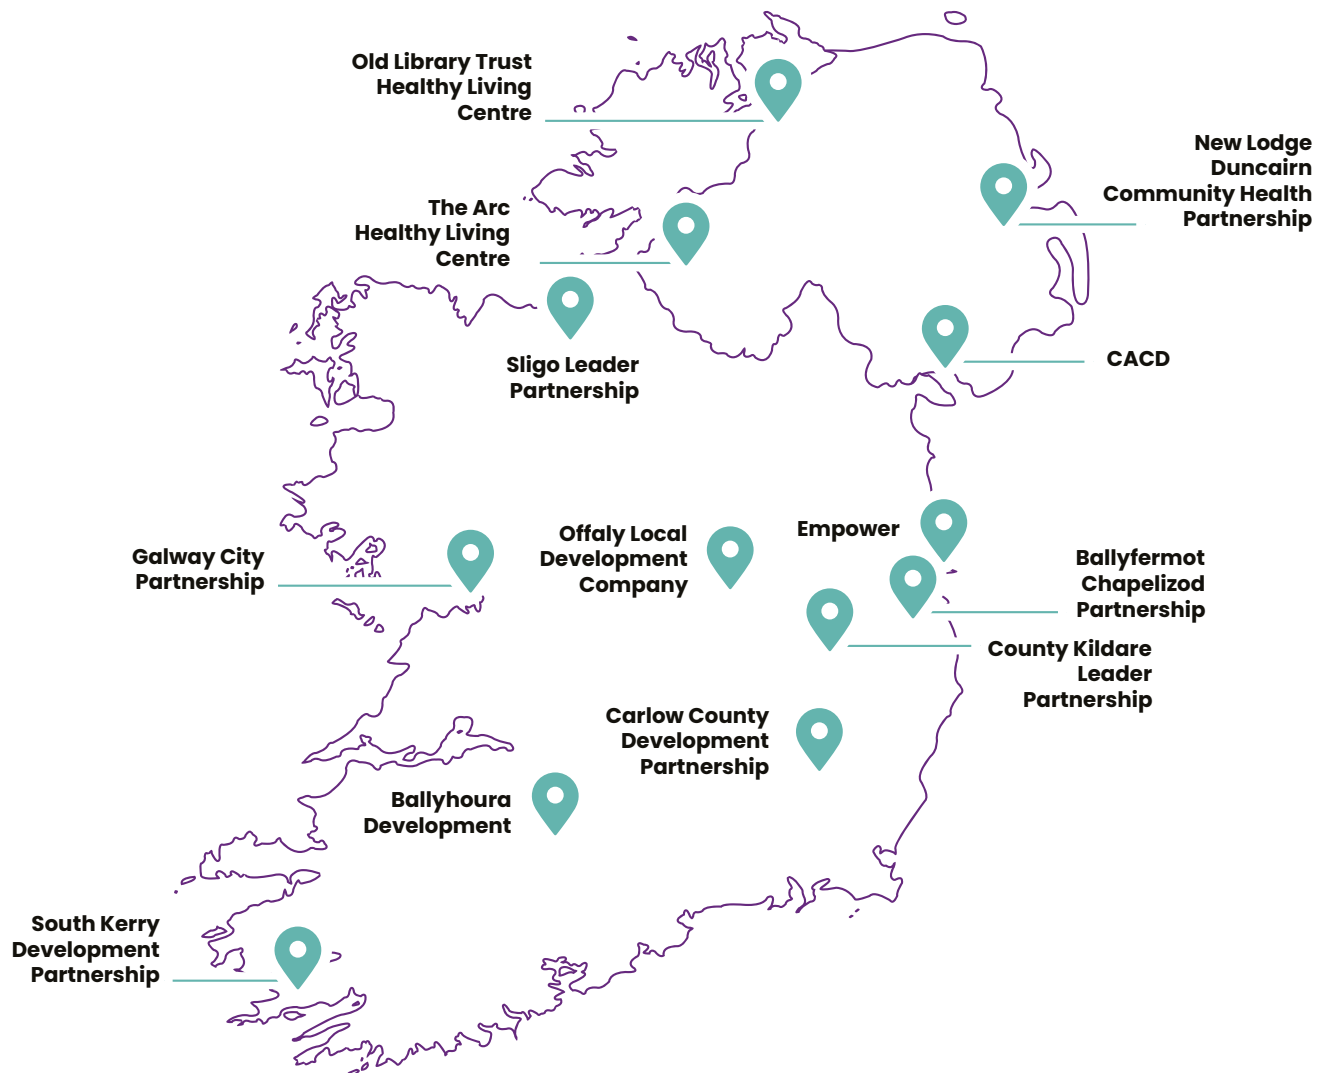 Old Library Trust
Healthy Living
Centre
New Lodge
Duncairn
Community Health
Partnership
The Arc
Healthy Living
Centre
Sligo Leader
Partnership
CACD
Galway City
Partnership
Offaly Local
Development
Company
Empower
Ballyfermot
Chapelizod
Partnership
County Kildare
Leader
Partnership
Carlow County
Development
Partnership
Ballyhoura
Development
South Kerry
Development
Partnership